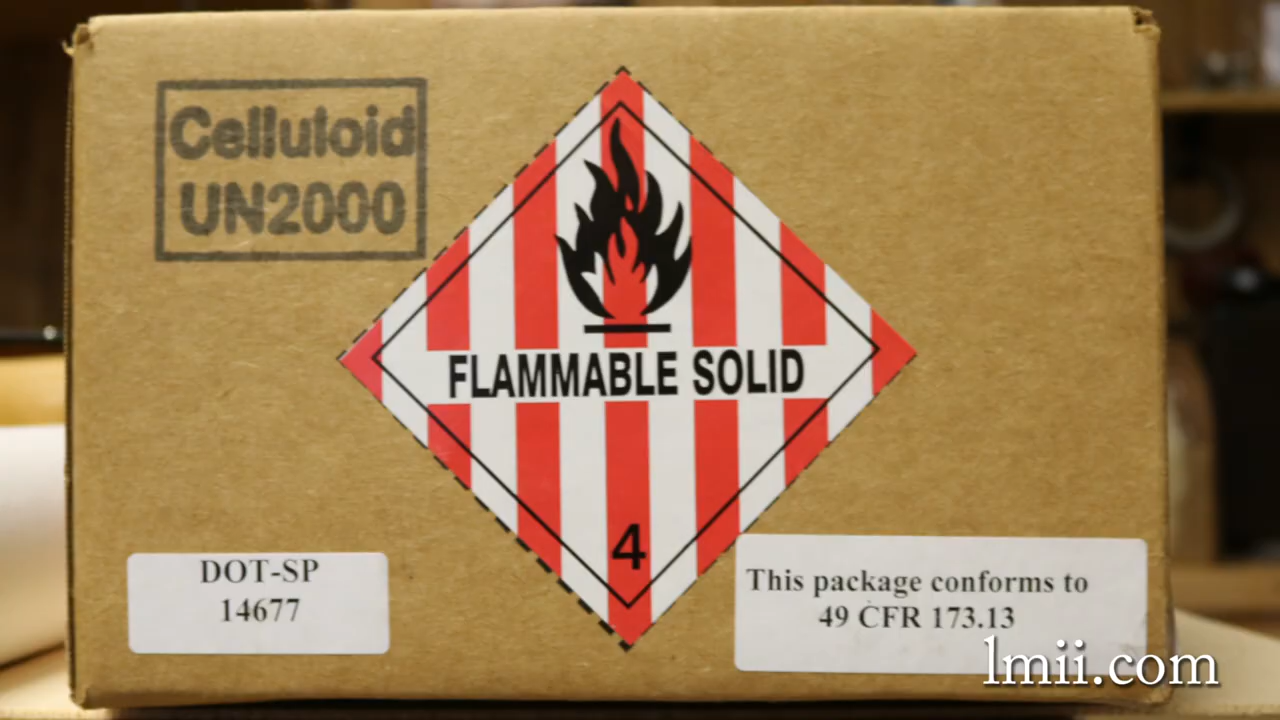 Celluloid
UN2000
FLAMMABLE SOLID
4
DOT-SP
14677
This package conforms to
49 CFR 173.13
lmii.com